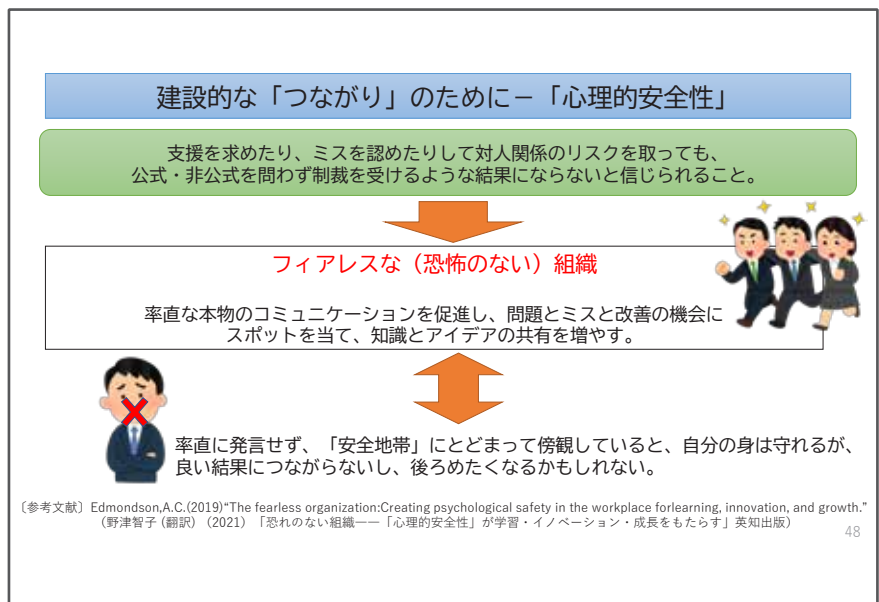 建設的な「つながり」のために－「心理的安全性」
支援を求めたり、ミスを認めたりして対人関係のリスクを取っても、
公式・非公式を問わず制裁を受けるような結果にならないと信じられること。
フィアレスな（恐怖のない）組織
率直な本物のコミュニケーションを促進し、問題とミスと改善の機会に
スポットを当て、知識とアイデアの共有を増やす。
率直に発言せず、「安全地帯」にとどまって傍観していると、自分の身は守れるが、
良い結果につながらないし、後ろめたくなるかもしれない。
〔参考文献〕Edmondson,A.C.(2019)“The fearless organization:Creating psychological safety in the workplace forlearning, innovation, and growth.”
（野津智子 (翻訳) （2021）「恐れのない組織――「心理的安全性」が学習・イノベーション・成長をもたらす」英知出版）
48